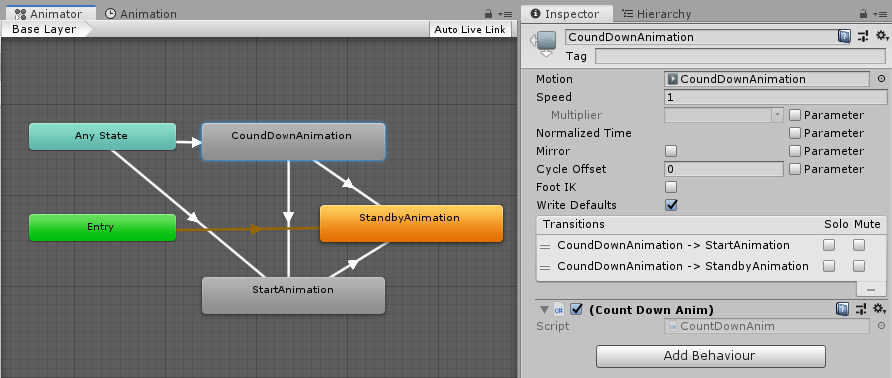 Animator
Animation
Base Layer
Auto Live Link
Any State
CoundDownAnimation
Entry
StandbyAnimation
StartAnimation
Inspector
Hierarchy
CoundDownAnimation
Tag
Motion
CoundDownAnimation
Speed
1
Multiplier
Parameter
Normalized Time
Parameter
Mirror
Parameter
Cycle Offset
0
Parameter
Foot IK
Write Defaults
Transitions
Solo
Mute
CoundDownAnimation -> StartAnimation
CoundDownAnimation -> StandbyAnimation
(Count Down Anim)
Script
CountDownAnim
Add Behaviour